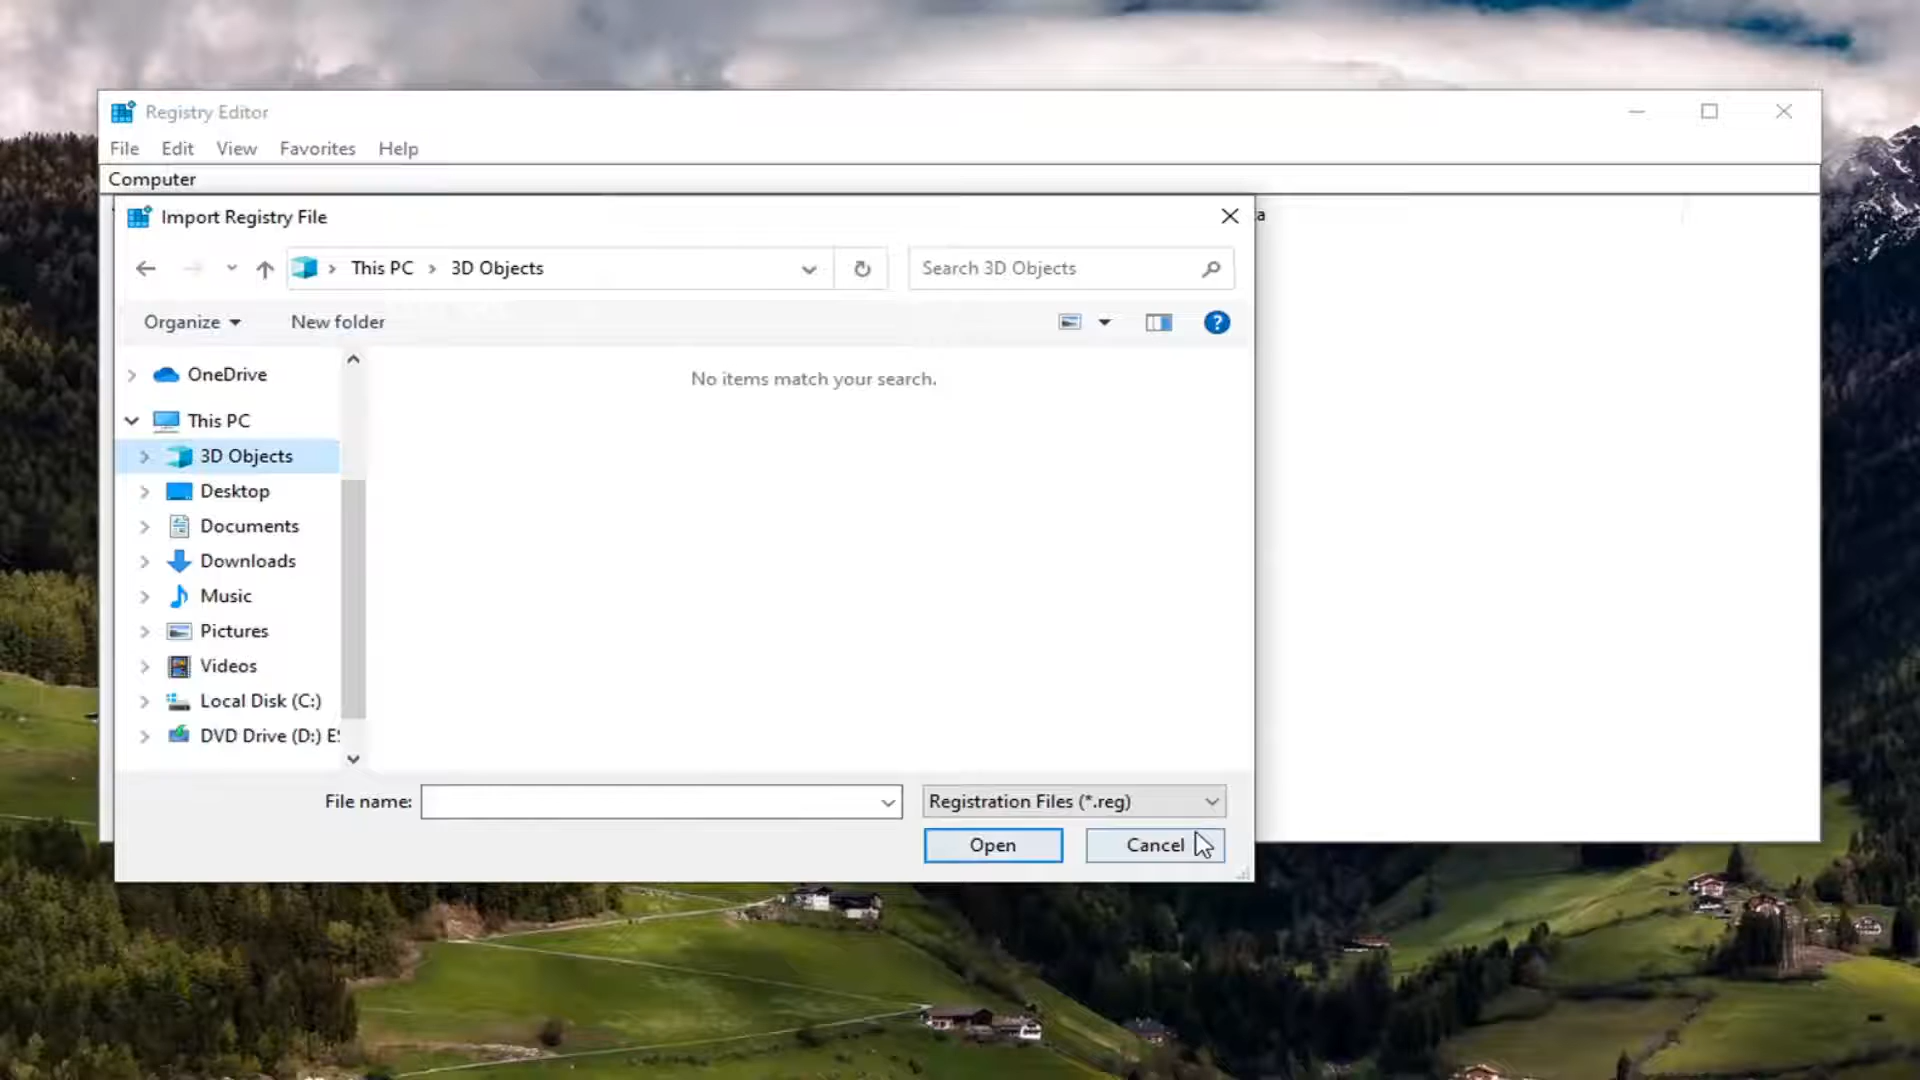 Registry Editor
File Edit View Favorites Help
Computer
Import Registry File
a
This PC 3D Objects
Search 3D Objects
Organize New folder
?
No items match your search.
OneDrive
This PC
3D Objects
Desktop
Documents
Downloads
Music
Pictures
Videos
Local Disk (C:)
DVD Drive (D:) E
File name:
Registration Files (*.reg)
Open Cancel